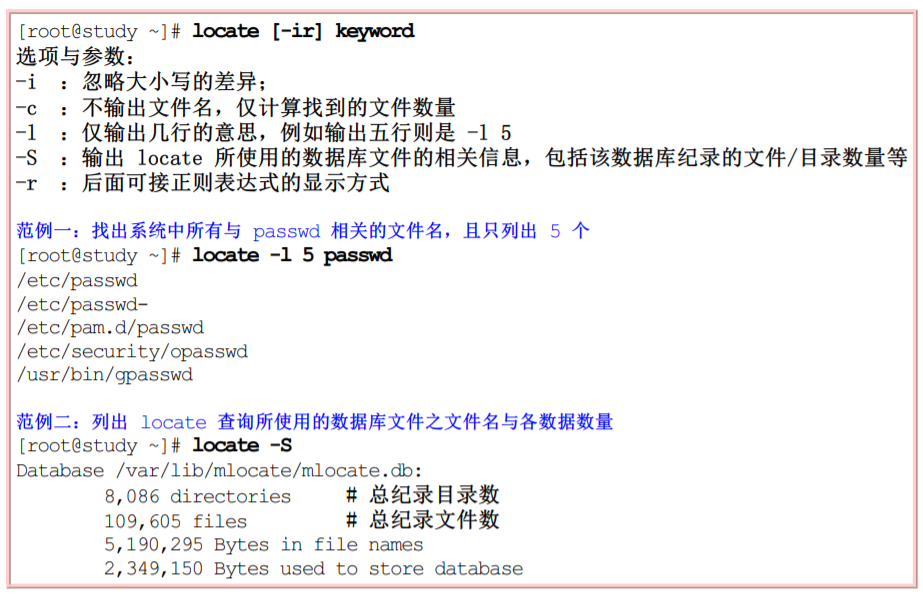 [root@study ~]# locate [-ir] keyword
选项与参数：
-i ：忽略大小写的差异；
-c ：不输出文件名，仅计算找到的文件数量
-l ：仅输出几行的意思，例如输出五行则是 -l 5
-S ：输出 locate 所使用的数据库文件的相关信息，包括该数据库纪录的文件/目录数量等
-r ：后面可接正则表达式的显示方式
范例一：找出系统中所有与 passwd 相关的文件名，且只列出 5 个
[root@study ~]# locate -l 5 passwd
/etc/passwd
/etc/passwd-
/etc/pam.d/passwd
/etc/security/opasswd
/usr/bin/gpasswd
范例二：列出 locate 查询所使用的数据库文件之文件名与各数据数量
[root@study ~]# locate -S
Database /var/lib/mlocate/mlocate.db:
8,086 directories # 总纪录目录数
109,605 files # 总纪录文件数
5,190,295 Bytes in file names
2,349,150 Bytes used to store database